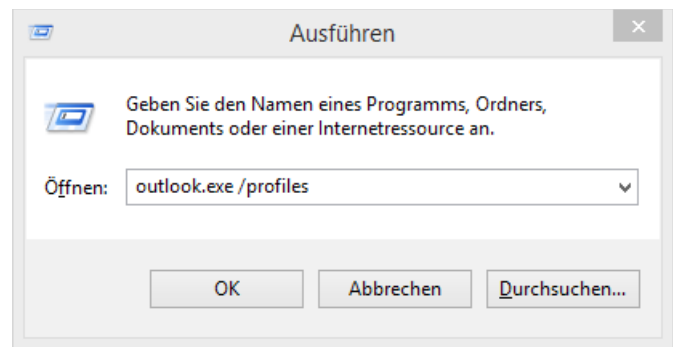 Ausführen
Geben Sie den Namen eines Programms, Ordners,
Dokuments oder einer Internetressource an.
Öffnen: outlook.exe /profiles
OK Abbrechen Durchsuchen...